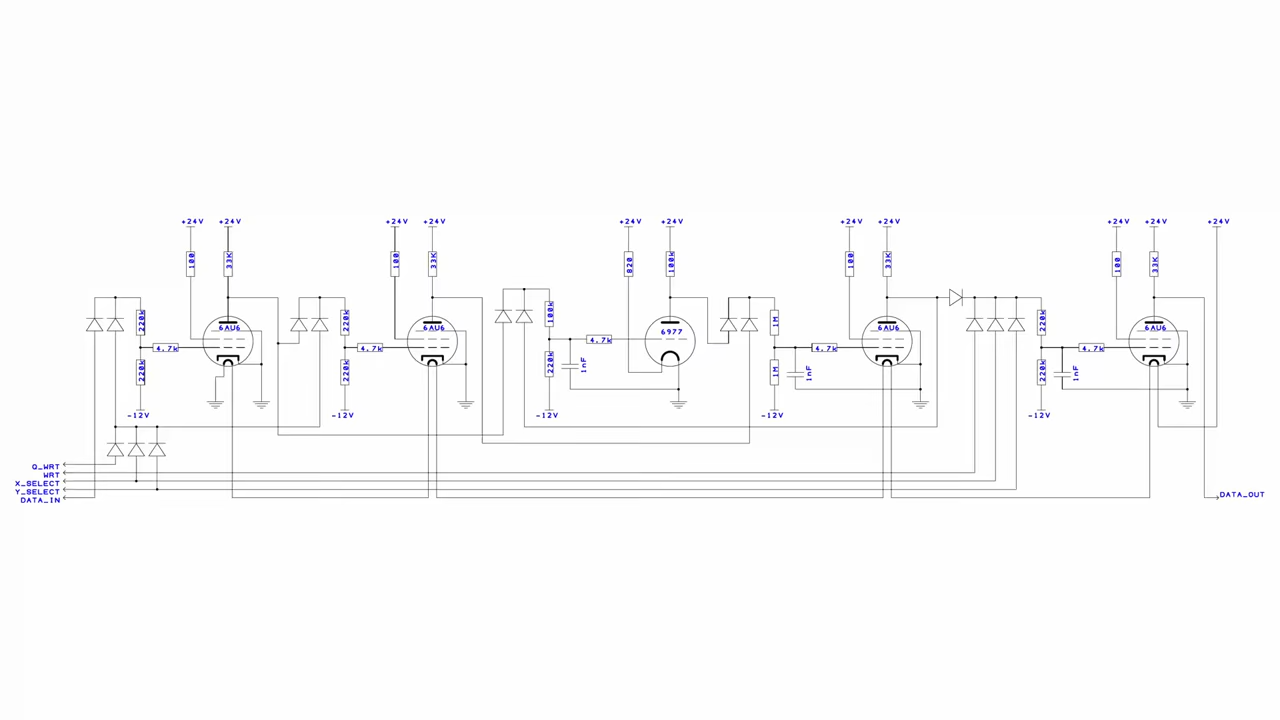 +24V +24V +24V +24V +24V +24V +24V +24V +24V +24V +24V
100 33K 100 33K 820 100k 100 33K 100 33K
220k 6AU6 220k 6AU6 100k 6977 1M 6AU6 220k 6AU6
4.7k 4.7k 4.7k 4.7k 4.7k
220k 220k 220k 1nF 1M 1nF 220k 1nF
-12V -12V -12V -12V -12V
Q_WRT
WRT
X_SELECT
Y_SELECT
DATA_IN
DATA_OUT